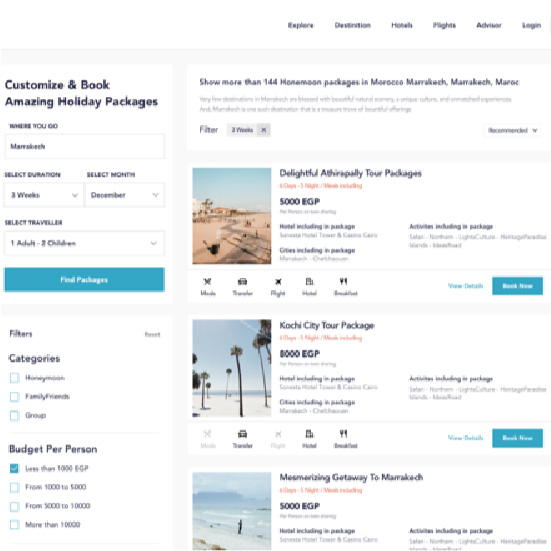 Explore Destinition Hotels Flights Advisor Login
Customize & Book
Amazing Holiday Packages
WHERE YOU GO
Marrakech
SELECT DURATION SELECT MONTH
3 Weeks December
SELECT TRAVELLER
1 Adult - 2 Children
Find Packages
Filters Reset
Categories
Honeymoon
FamilyFriends
Group
Budget Per Person
Less than 1000 EGP
From 1000 to 5000
From 5000 to 10000
More than 10000
Show more than 144 Honemoon packages in Morocco Marrakech, Marrakech, Maroc
Very few destinations in Marrakech are blessed with beautiful natural scenery, a unique culture, and unmatched experiences.
And, Marrakech is one such destination that is a treasure trove of bountiful offerings
Filter 3 Weeks Recommended
Delightful Athirapally Tour Packages
6 Days - 5 Night / Meals including
5000 EGP
Per Person on twin sharing
Hotel including in package
Sonesta Hotel Tower & Casino Cairo
Cities including in package
Marrakech - Chefchaouen
Activites including in package
Safari - Northern - LightsCulture - HeritageParadise
Islands -
Meals Transfer Flight Hotel Breakfast
View Details Book Now
Kochi City Tour Package
6 Days - 5 Night / Meals including
8000 EGP
Per Person on twin sharing
Hotel including in package
Sonesta Hotel Tower & Casino Cairo
Cities including in package
Marrakech - Chefchaouen
Activites including in package
Safari - Northern - LightsCulture - HeritageParadise
Islands -
Meals Transfer Flight Hotel Breakfast
View Details Book Now
Mesmerizing Getaway To Marrakech
6 Days - 5 Night / Meals including
5000 EGP
Per Person on twin sharing
Hotel including in package
Sonesta Hotel Tower & Casino Cairo
Activites including in package
Safari - Northern - LightsCulture - HeritageParadise
Islands -